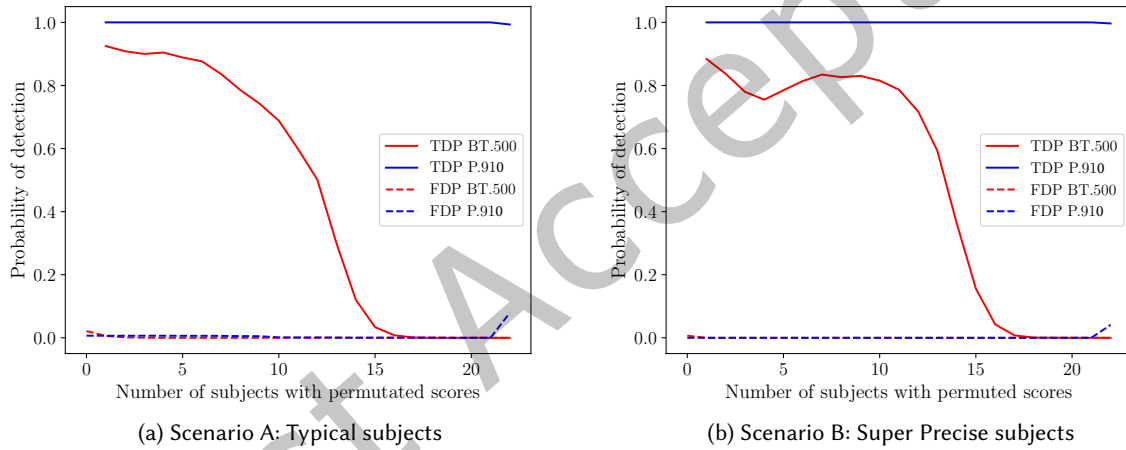 Probability of detection
1.0
0.8
0.6
0.4
0.2
0.0
0
5
10
15
20
TDP BT.500
TDP P.910
FDP BT.500
FDP P.910
Number of subjects with permutated scores
(a) Scenario A: Typical subjects
Probability of detection
1.0
0.8
0.6
0.4
0.2
0.0
0
5
10
15
20
TDP BT.500
TDP P.910
FDP BT.500
FDP P.910
Number of subjects with permuted scores
(b) Scenario B: Super Precise subjects
st Accept